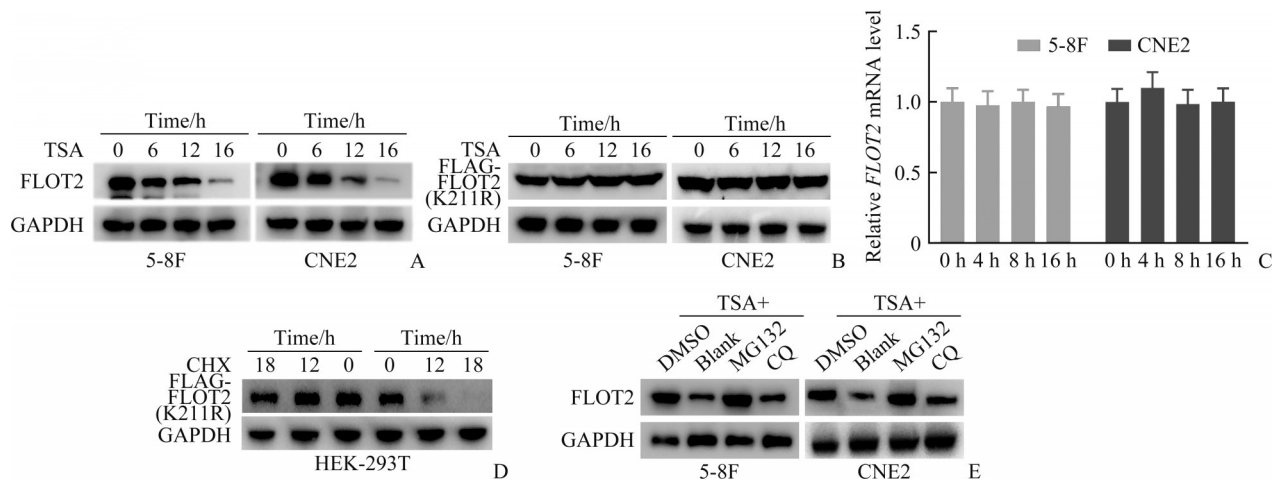 Time/h Time/h
TSA 0 6 12 16 0 6 12 16
FLOT2
GAPDH
5-8F CNE2 A
Time/h Time/h
TSA 0 6 12 16 0 6 12 16
FLAG-
FLOT2
(K211R)
GAPDH
5-8F CNE2 B
Relative FLOT2 mRNA level
1.5
1.0
0.5
0
5-8F CNE2
0 h 4 h 8 h 16 h 0 h 4 h 8 h 16 h C
Time/h Time/h
CHX 18 12 0 0 12 18
FLAG-
FLOT2
(K211R)
GAPDH
HEK-293T D
TSA+ TSA+
DMSO Blank MG132 CQ DMSO Blank MG132 CQ
FLOT2
GAPDH
5-8F CNE2 E